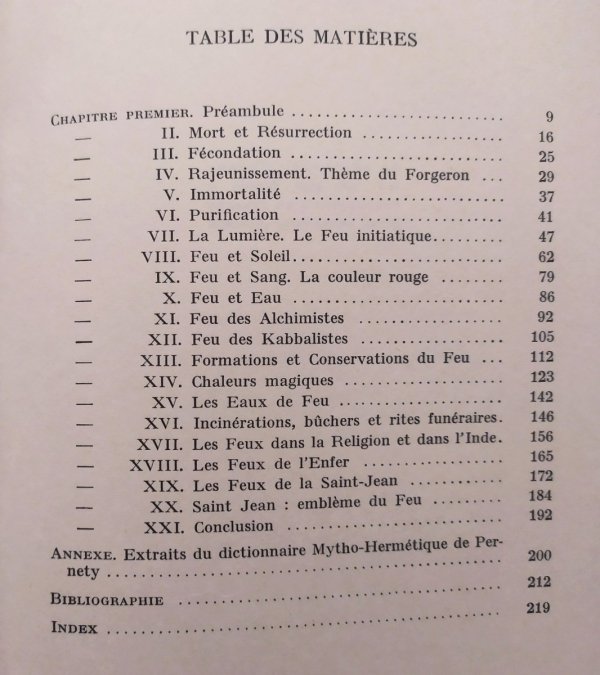 TABLE DES MATIÈRES
CHAPITRE PREMIER. Préambule .......................... 9
— II. Mort et Résurrection ................. 16
— III. Fécondation .......................... 25
— IV. Rajeunissement. Thème du Forgeron ... 29
— V. Immortalité .......................... 37
— VI. Purification .......................... 41
— VII. La Lumière. Le Feu initiatique......... 47
— VIII. Feu et Soleil.......................... 62
— IX. Feu et Sang. La couleur rouge ........ 79
— X. Feu et Eau .......................... 86
— XI. Feu des Alchimistes .................. 92
— XII. Feu des Kabbalistes .................. 105
— XIII. Formations et Conservations du Feu ... 112
— XIV. Chaleurs magiques .................... 123
— XV. Les Eaux de Feu ...................... 142
— XVI. Incinérations, bûchers et rites funéraires. 146
— XVII. Les Feux dans la Religion et dans l'Inde. 156
— XVIII. Les Feux de l'Enfer .................. 165
— XIX. Les Feux de la Saint-Jean ............. 172
— XX. Saint Jean : emblème du Feu ......... 184
— XXI. Conclusion .......................... 192
ANNEXE. Extraits du dictionnaire Mytho-Hermétique de Per-
nety ................................................ 200
BIBLIOGRAPHIE ........................................ 212
INDEX ................................................ 219